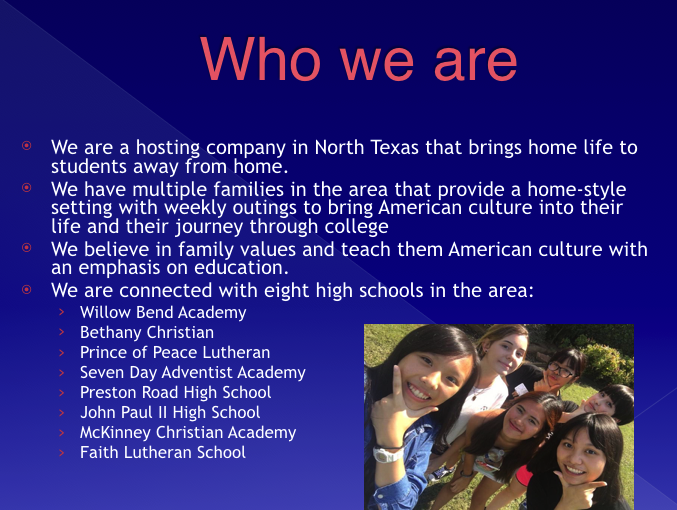 Who we are
We are a hosting company in North Texas that brings home life to
students away from home.
We have multiple families in the area that provide a home-style
setting with weekly outings to bring American culture into their
life and their journey through college
We believe in family values and teach them American culture with
an emphasis on education.
We are connected with eight high schools in the area:
Willow Bend Academy
Bethany Christian
Prince of Peace Lutheran
Seven Day Adventist Academy
Preston Road High School
John Paul II High School
McKinney Christian Academy
Faith Lutheran School